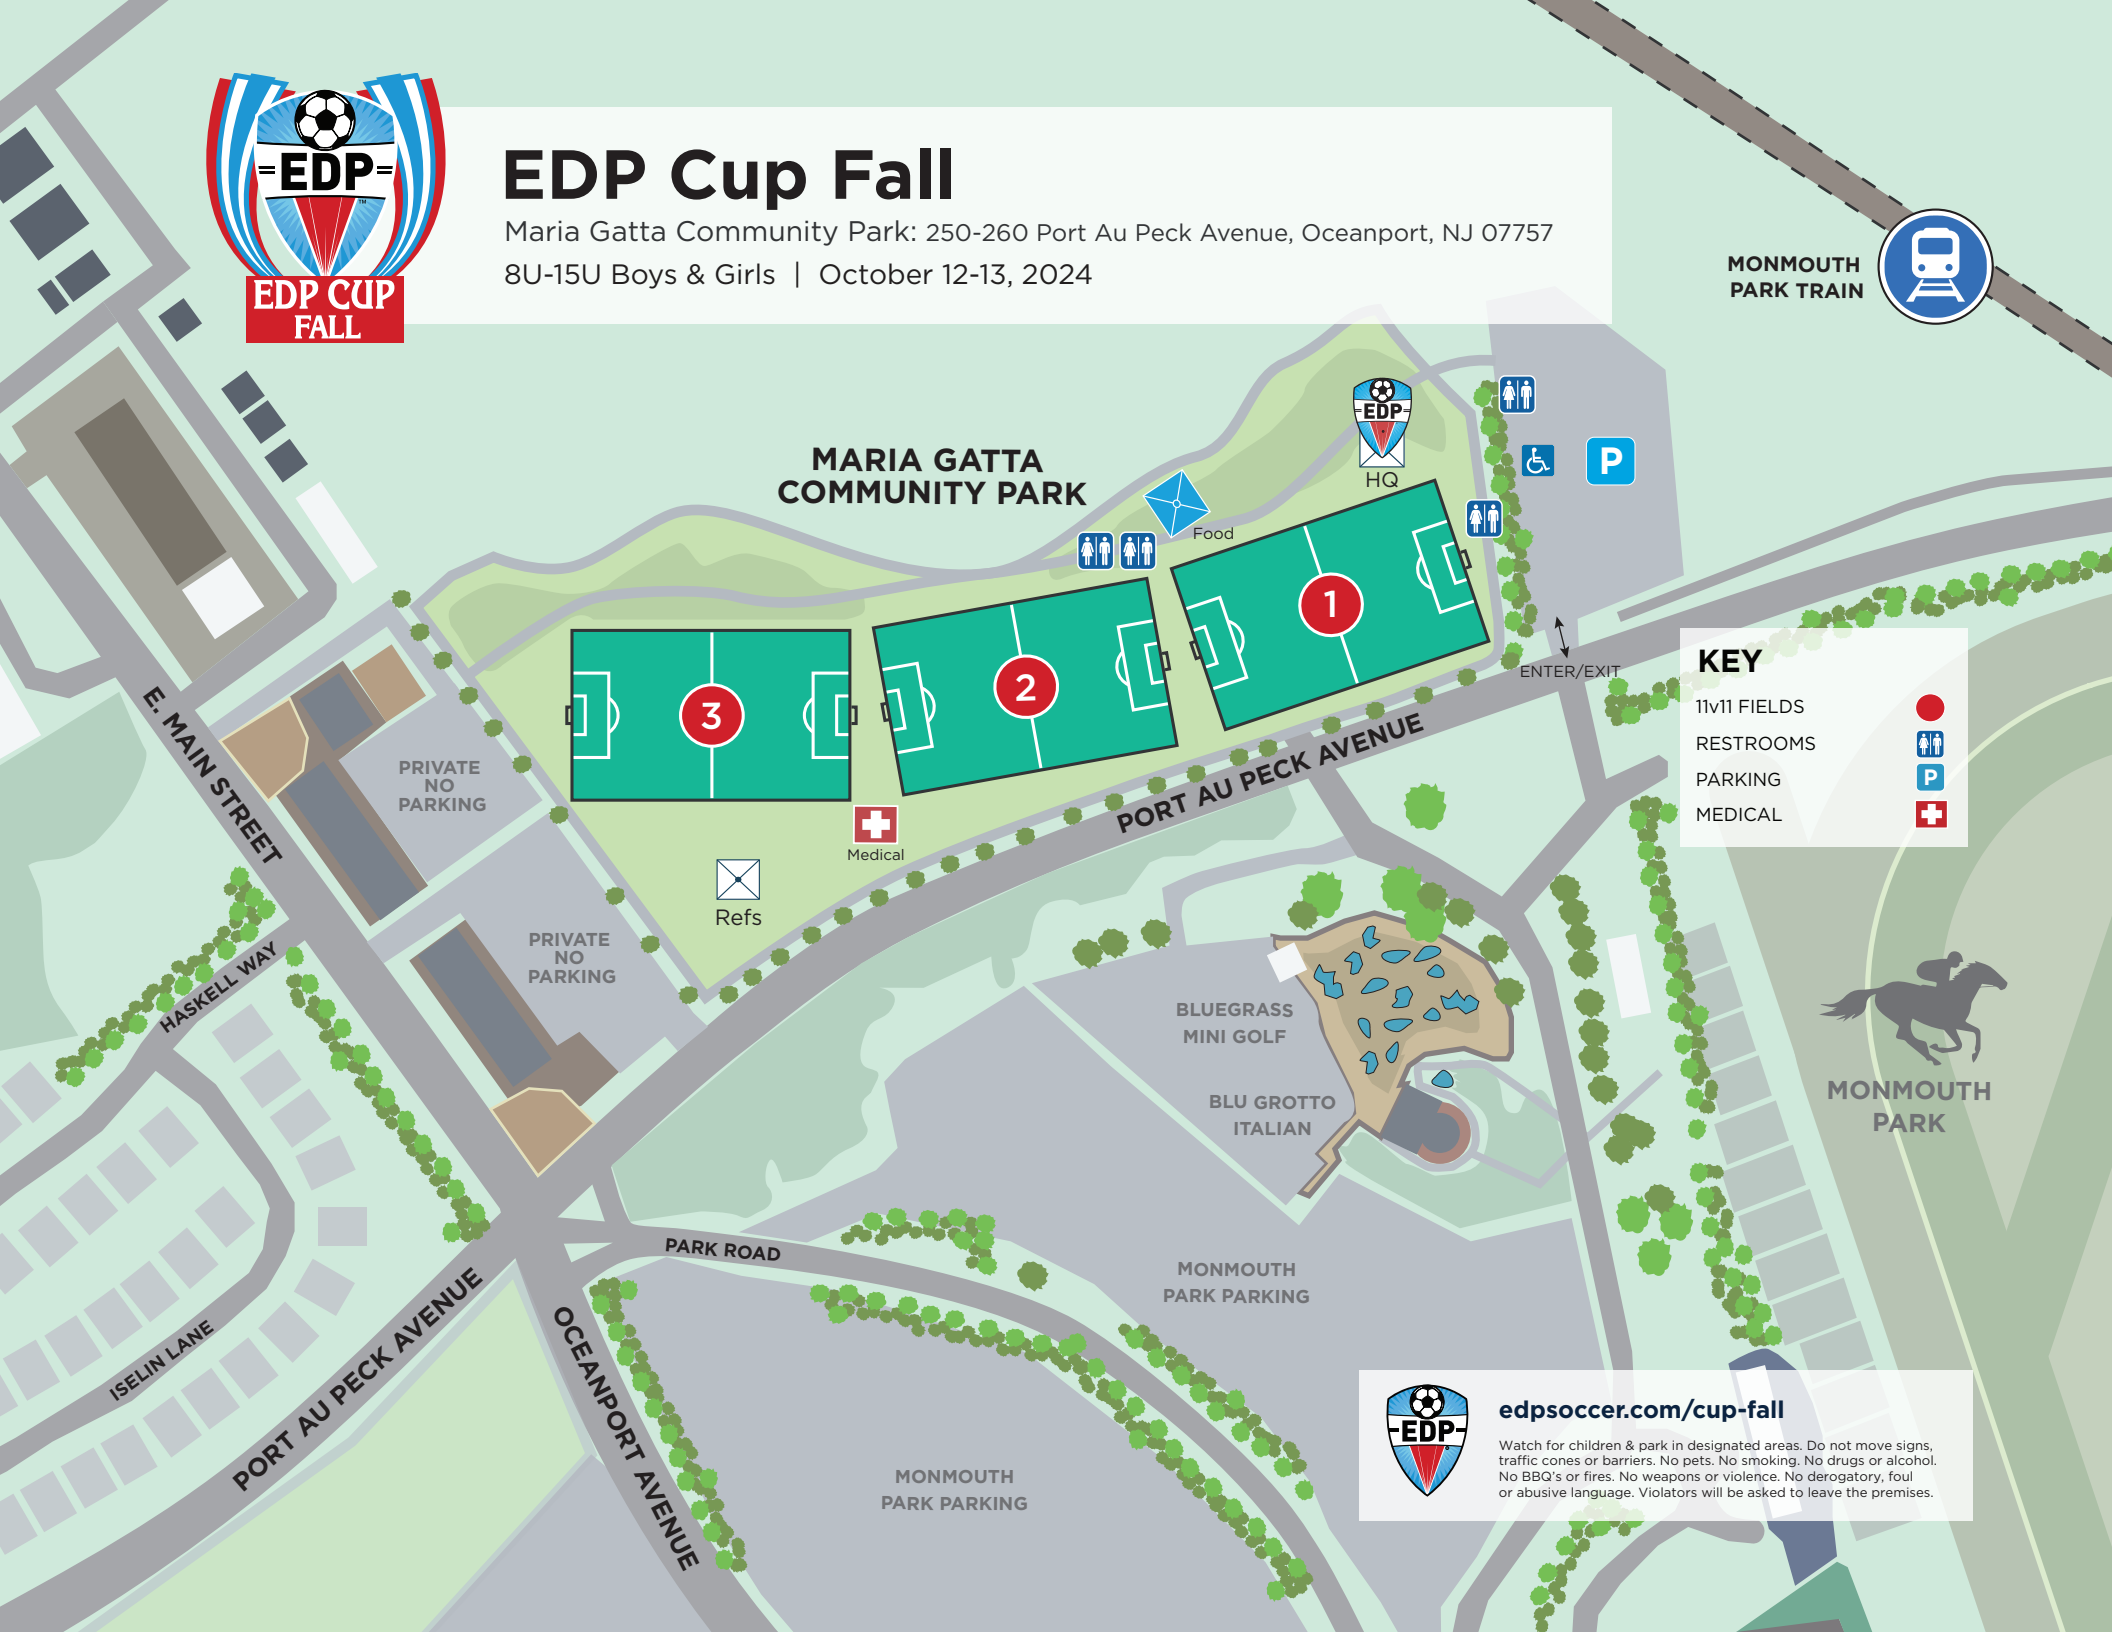 EDP
™
EDP CUP
FALL
EDP Cup Fall
Maria Gatta Community Park: 250-260 Port Au Peck Avenue, Oceanport, NJ 07757
8U-15U Boys & Girls | October 12-13, 2024
MONMOUTH
PARK TRAIN
MARIA GATTA
COMMUNITY PARK
EDP
HQ
P
Food
1
2
3
ENTER/EXIT
KEY
11v11 FIELDS
RESTROOMS
PARKING
P
MEDICAL
E. MAIN STREET
PRIVATE
NO
PARKING
PORT AU PECK AVENUE
Medical
Refs
PRIVATE
NO
PARKING
HASKELL WAY
BLUEGRASS
MINI GOLF
BLU GROTTO
ITALIAN
MONMOUTH
PARK
PARK ROAD
MONMOUTH
PARK PARKING
ISELIN LANE
PORT AU PECK AVENUE
OCEANPORT AVENUE
MONMOUTH
PARK PARKING
EDP
edpsoccer.com/cup-fall
Watch for children & park in designated areas. Do not move signs,
traffic cones or barriers. No pets. No smoking. No drugs or alcohol.
No BBQ's or fires. No weapons or violence. No derogatory, foul
or abusive language. Violators will be asked to leave the premises.